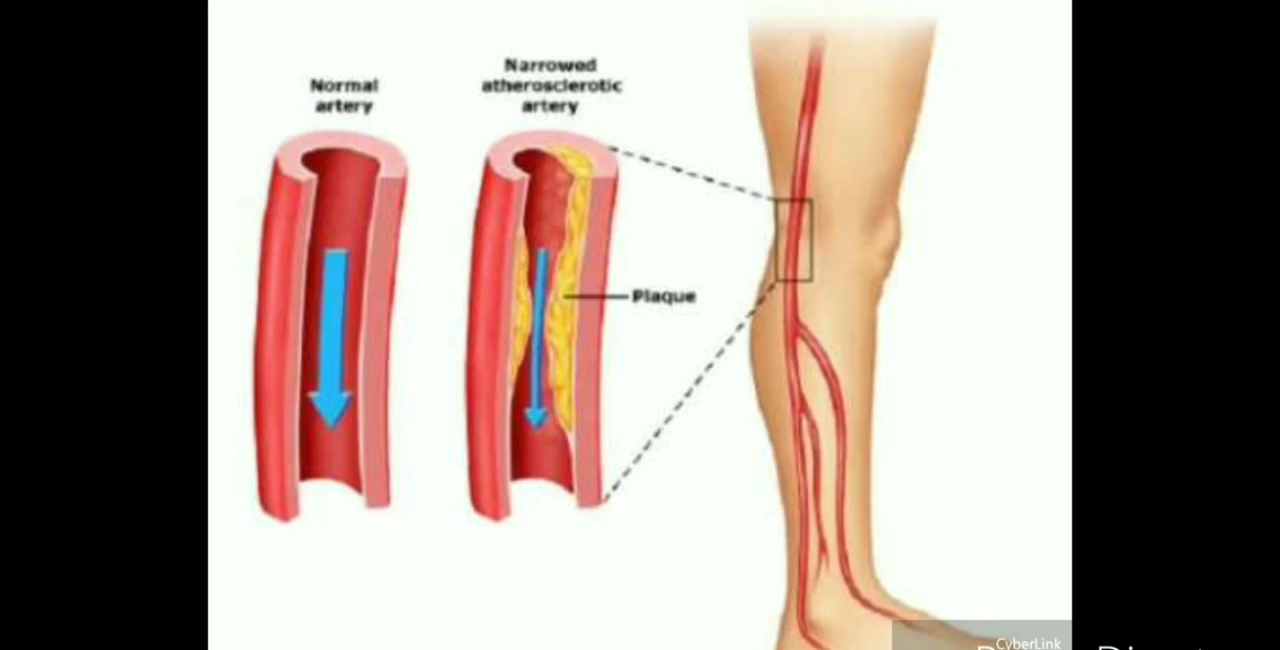 Normal
artery
Narrowed
atherosclerotic
artery
Plaque
CyberLink